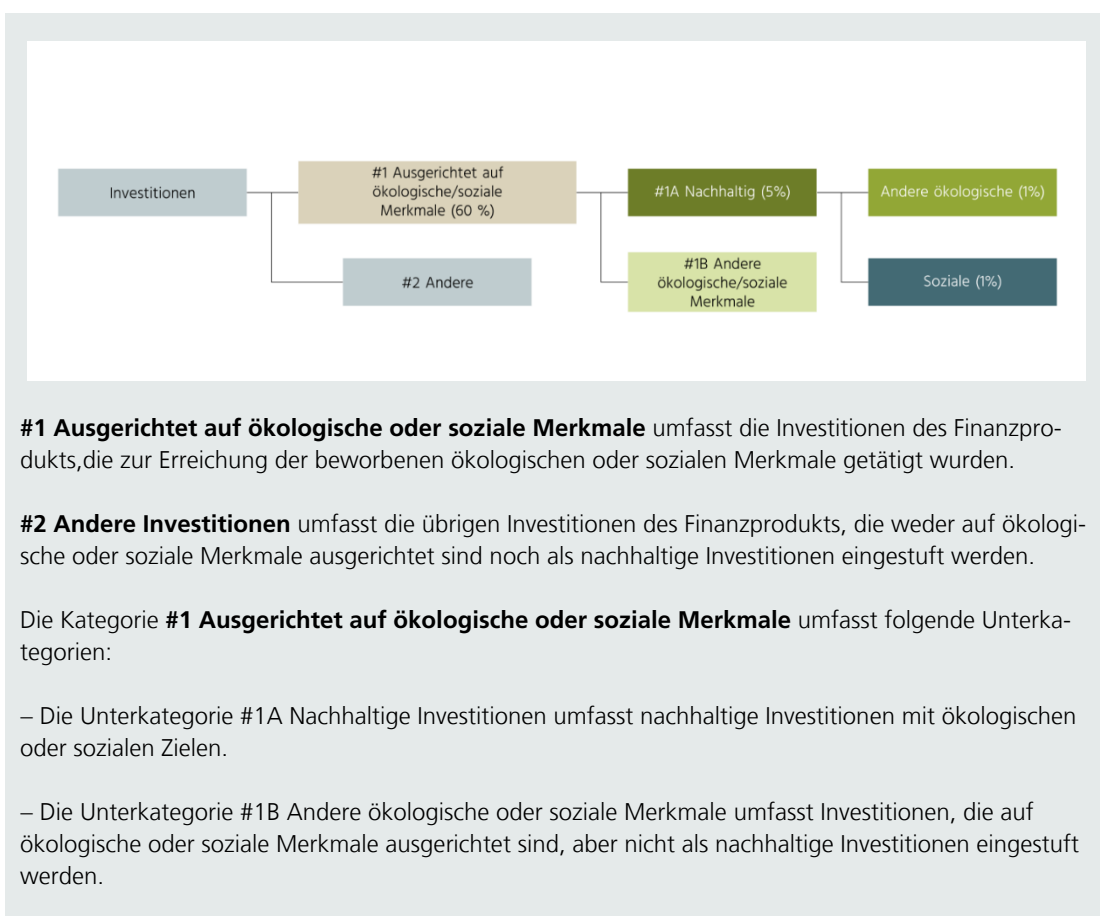 Investitionen
#1 Ausgerichtet auf
ökologische/soziale
Merkmale (60 %)
#1A Nachhaltig (5%)
Andere ökologische (1%)
#2 Andere
#1B Andere
ökologische/soziale
Merkmale
Soziale (1%)
#1 Ausgerichtet auf ökologische oder soziale Merkmale umfasst die Investitionen des Finanzpro-
dukts,die zur Erreichung der beworbenen ökologischen oder sozialen Merkmale getätigt wurden.
#2 Andere Investitionen umfasst die übrigen Investitionen des Finanzprodukts, die weder auf ökologi-
sche oder soziale Merkmale ausgerichtet sind noch als nachhaltige Investitionen eingestuft werden.
Die Kategorie #1 Ausgerichtet auf ökologische oder soziale Merkmale umfasst folgende Unterka-
tegorien:
– Die Unterkategorie #1A Nachhaltige Investitionen umfasst nachhaltige Investitionen mit ökologischen
oder sozialen Zielen.
– Die Unterkategorie #1B Andere ökologische oder soziale Merkmale umfasst Investitionen, die auf
ökologische oder soziale Merkmale ausgerichtet sind, aber nicht als nachhaltige Investitionen eingestuft
werden.